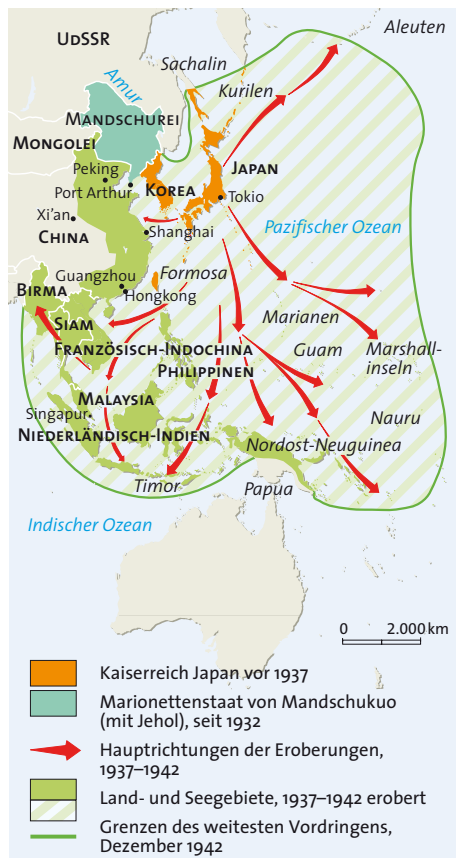 Aleuten
UdSSR
Sachalin
Amur
Kurilen
Mandschurei
Mongolei
Peking
Japan
Port Arthur
Korea
Tokio
Xi'an
China
Shanghai
Pazifischer Ozean
Guangzhou
Formosa
Birma
Hongkong
Siam
Marianen
Französisch-Indochina
Guam
Marshall-
inseln
Philippinen
Malaysia
Singapur
Nauru
Niederländisch-Indien
Nordost-Neuguinea
Timor
Papua
Indischer Ozean
0 2.000 km
Kaiserreich Japan vor 1937
Marionettenstaat von Mandschukuo
(mit Jehol), seit 1932
Hauptrichtungen der Eroberungen,
1937–1942
Land- und Seegebiete, 1937–1942 erobert
Grenzen des weitesten Vordringens,
Dezember 1942